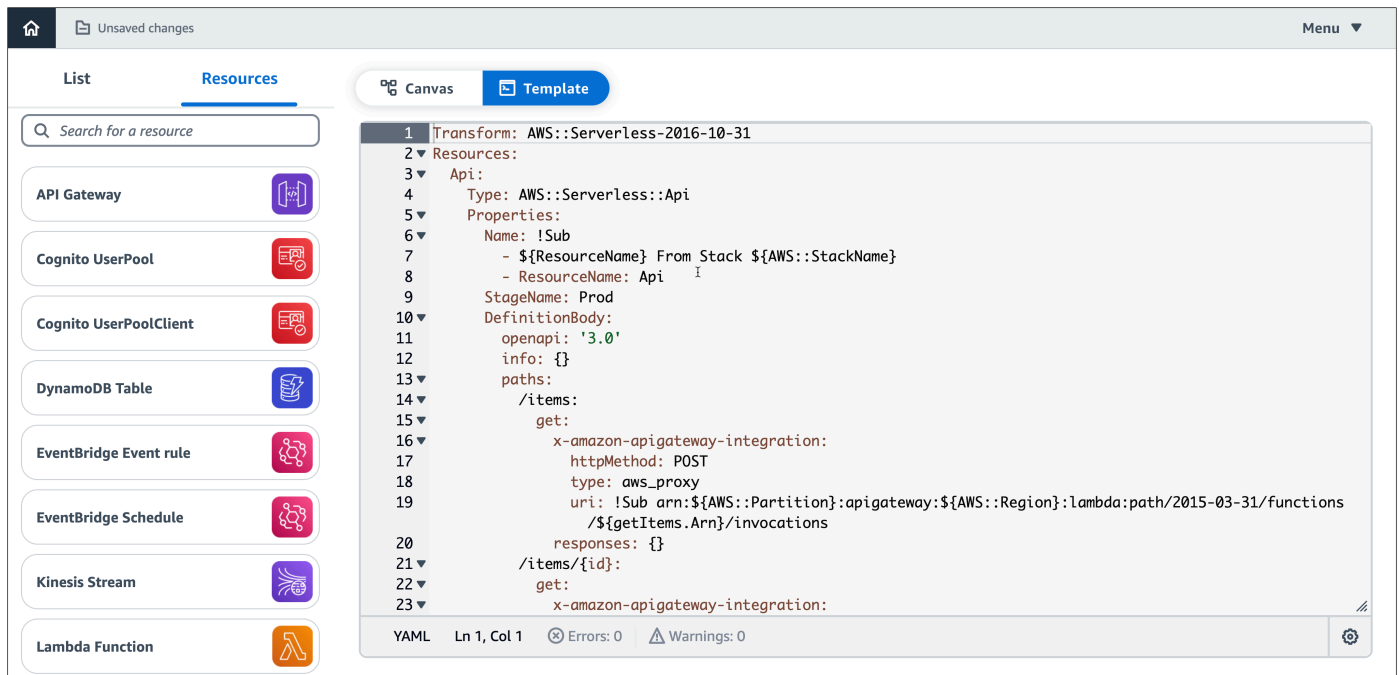 Unsaved changes
Menu
List
Resources
Search for a resource
API Gateway
Cognito UserPool
Cognito UserPoolClient
DynamoDB Table
EventBridge Event rule
EventBridge Schedule
Kinesis Stream
Lambda Function
Canvas
Template
1 Transform: AWS::Serverless-2016-10-31
2 Resources:
3 Api:
4 Type: AWS::Serverless::Api
5 Properties:
6 Name: !Sub
7 - ${ResourceName} From Stack ${AWS::StackName}
8 - ResourceName: Api
9 StageName: Prod
10 DefinitionBody:
11 openapi: '3.0'
12 info: {}
13 paths:
14 /items:
15 get:
16 x-amazon-apigateway-integration:
17 httpMethod: POST
18 type: aws_proxy
19 uri: !Sub arn:${AWS::Partition}:apigateway:${AWS::Region}:lambda:path/2015-03-31/functions
/${getItems.Arn}/invocations
20 responses: {}
21 /items/{id}:
22 get:
23 x-amazon-apigateway-integration:
YAML Ln 1, Col 1 Errors: 0 Warnings: 0